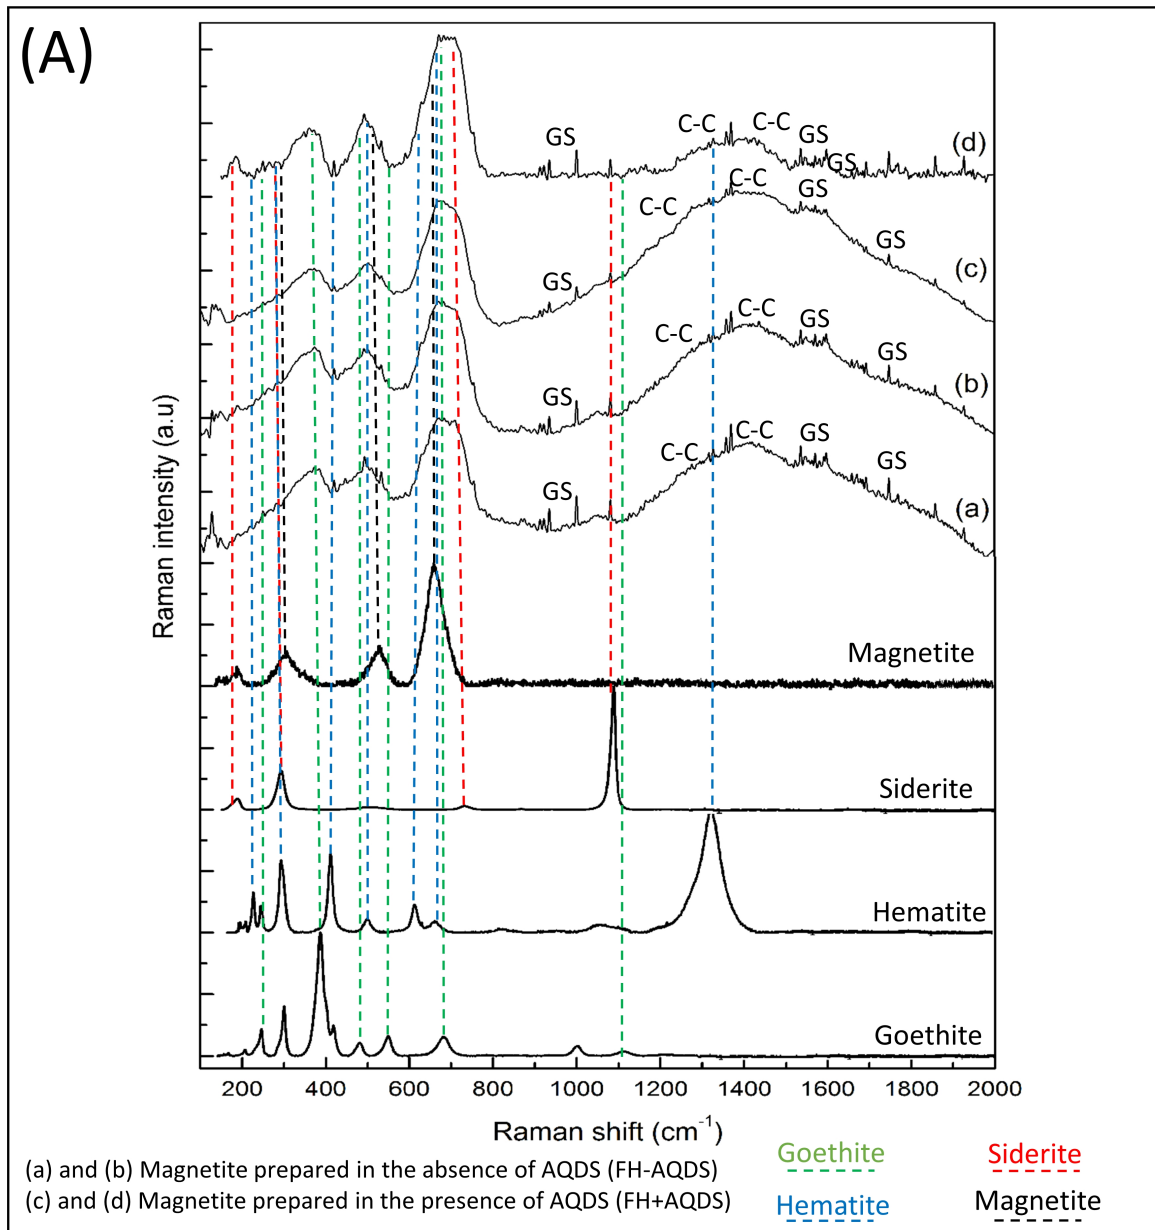 (A)
GS
C-C
C-C
GS
GS
(d)
C-C
C-C
GS
GS
GS
(c)
C-C
C-C
GS
GS
GS
(b)
C-C
C-C
GS
GS
GS
(a)
Magnetite
Siderite
Hematite
Goethite
Raman intensity (a.u)
200 400 600 800 1000 1200 1400 1600 1800 2000
Raman shift (cm⁻¹)
(a) and (b) Magnetite prepared in the absence of AQDS (FH-AQDS)
(c) and (d) Magnetite prepared in the presence of AQDS (FH+AQDS)
Goethite
Siderite
Hematite
Magnetite